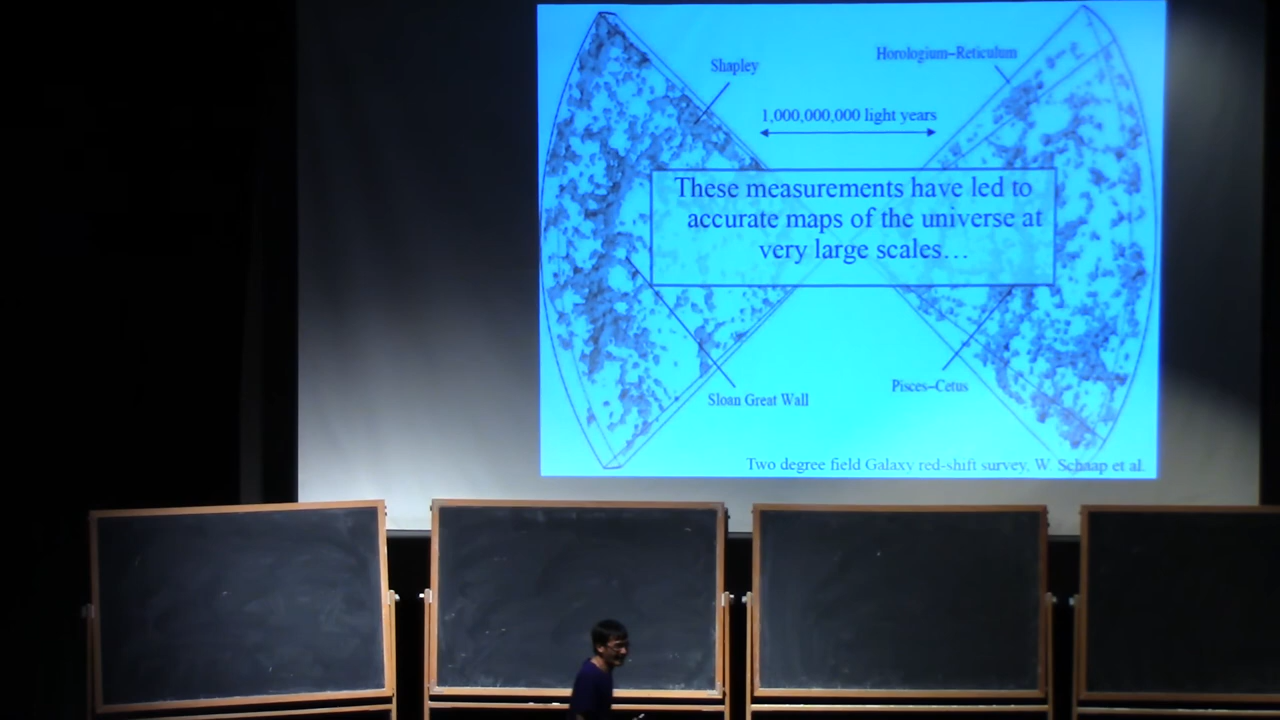 Horologium–Reticulum
Shapley
1,000,000,000 light years
These measurements have led to
accurate maps of the universe at
very large scales…
Pisces–Cetus
Sloan Great Wall
Two degree field Galaxy red-shift survey, W. Schaap et al.